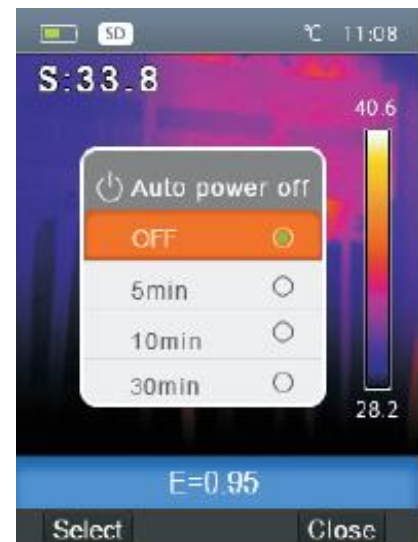 SD ℃ 11:08
S:33.8
40.6
Auto power off
OFF
5min
10min
30min
28.2
E=0.95
Select Close